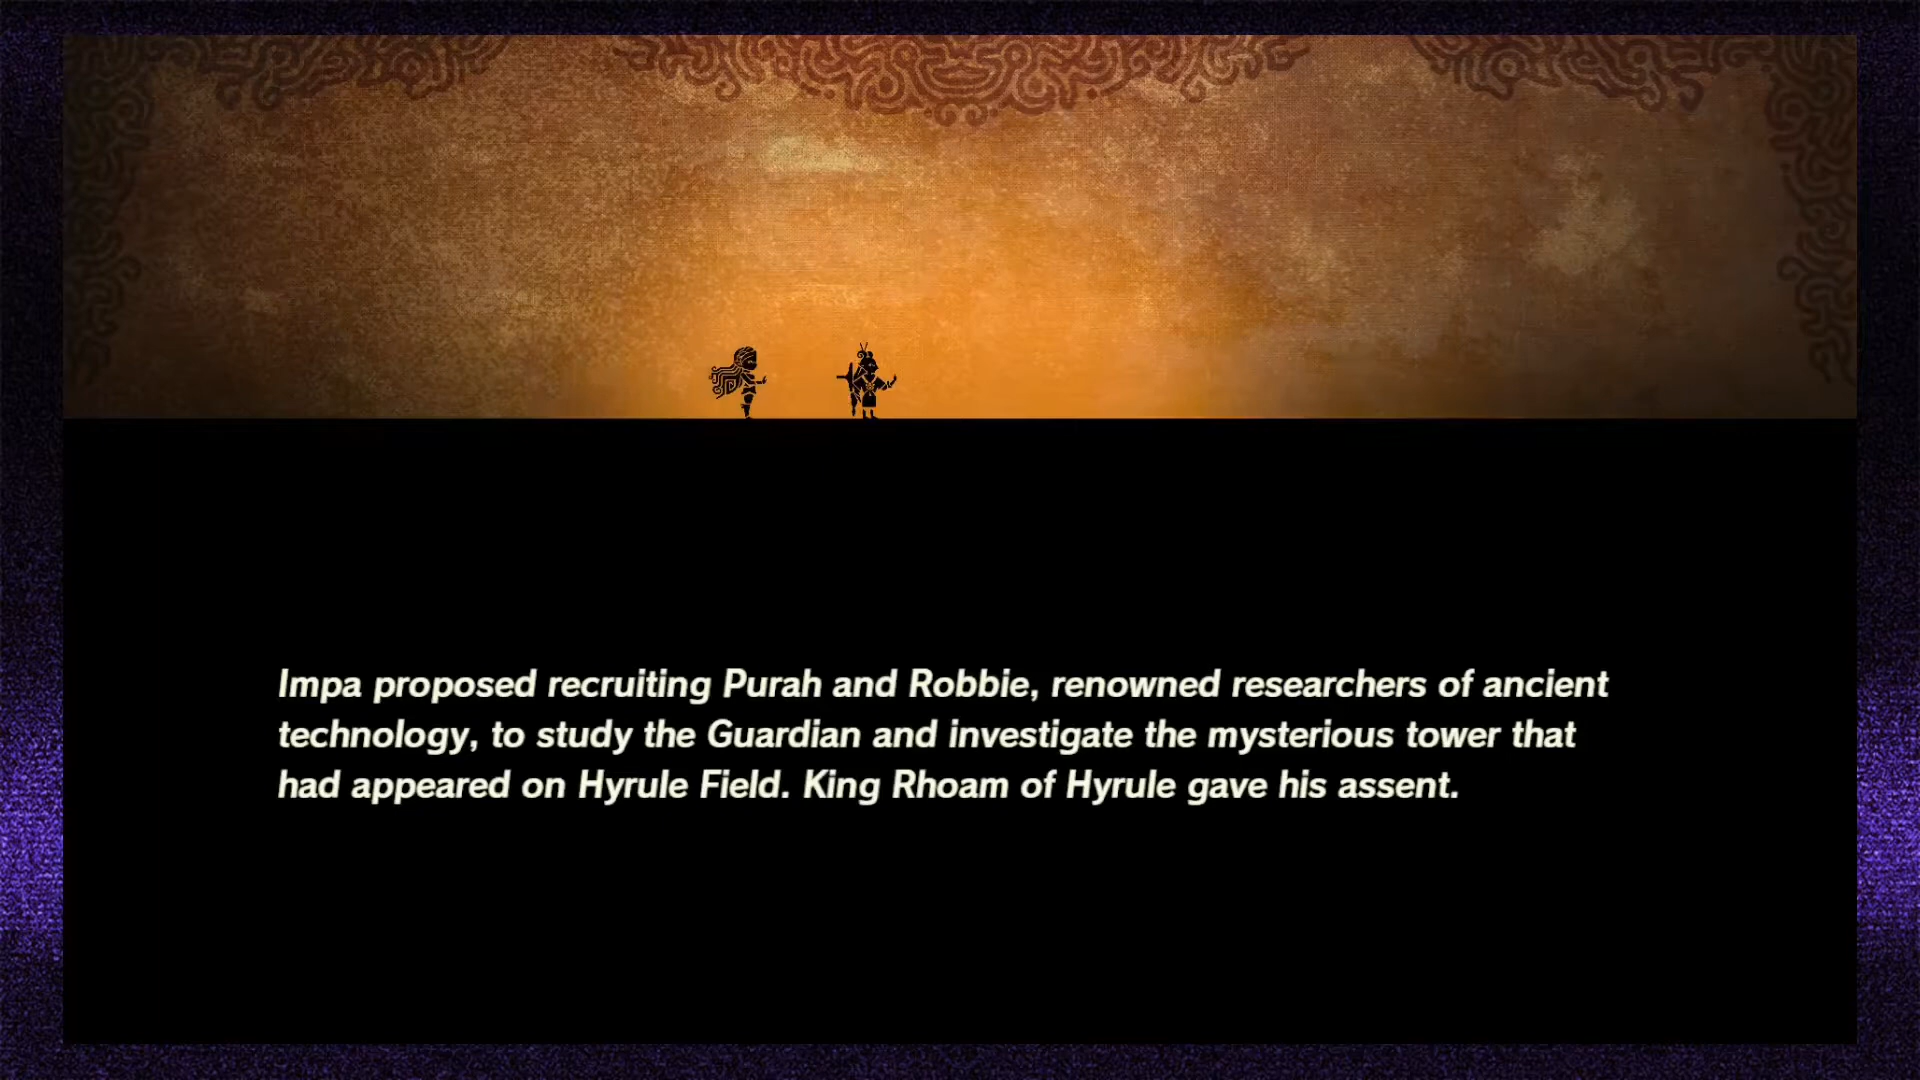 Impa proposed recruiting Purah and Robbie, renowned researchers of ancient
technology, to study the Guardian and investigate the mysterious tower that
had appeared on Hyrule Field. King Rhoam of Hyrule gave his assent.